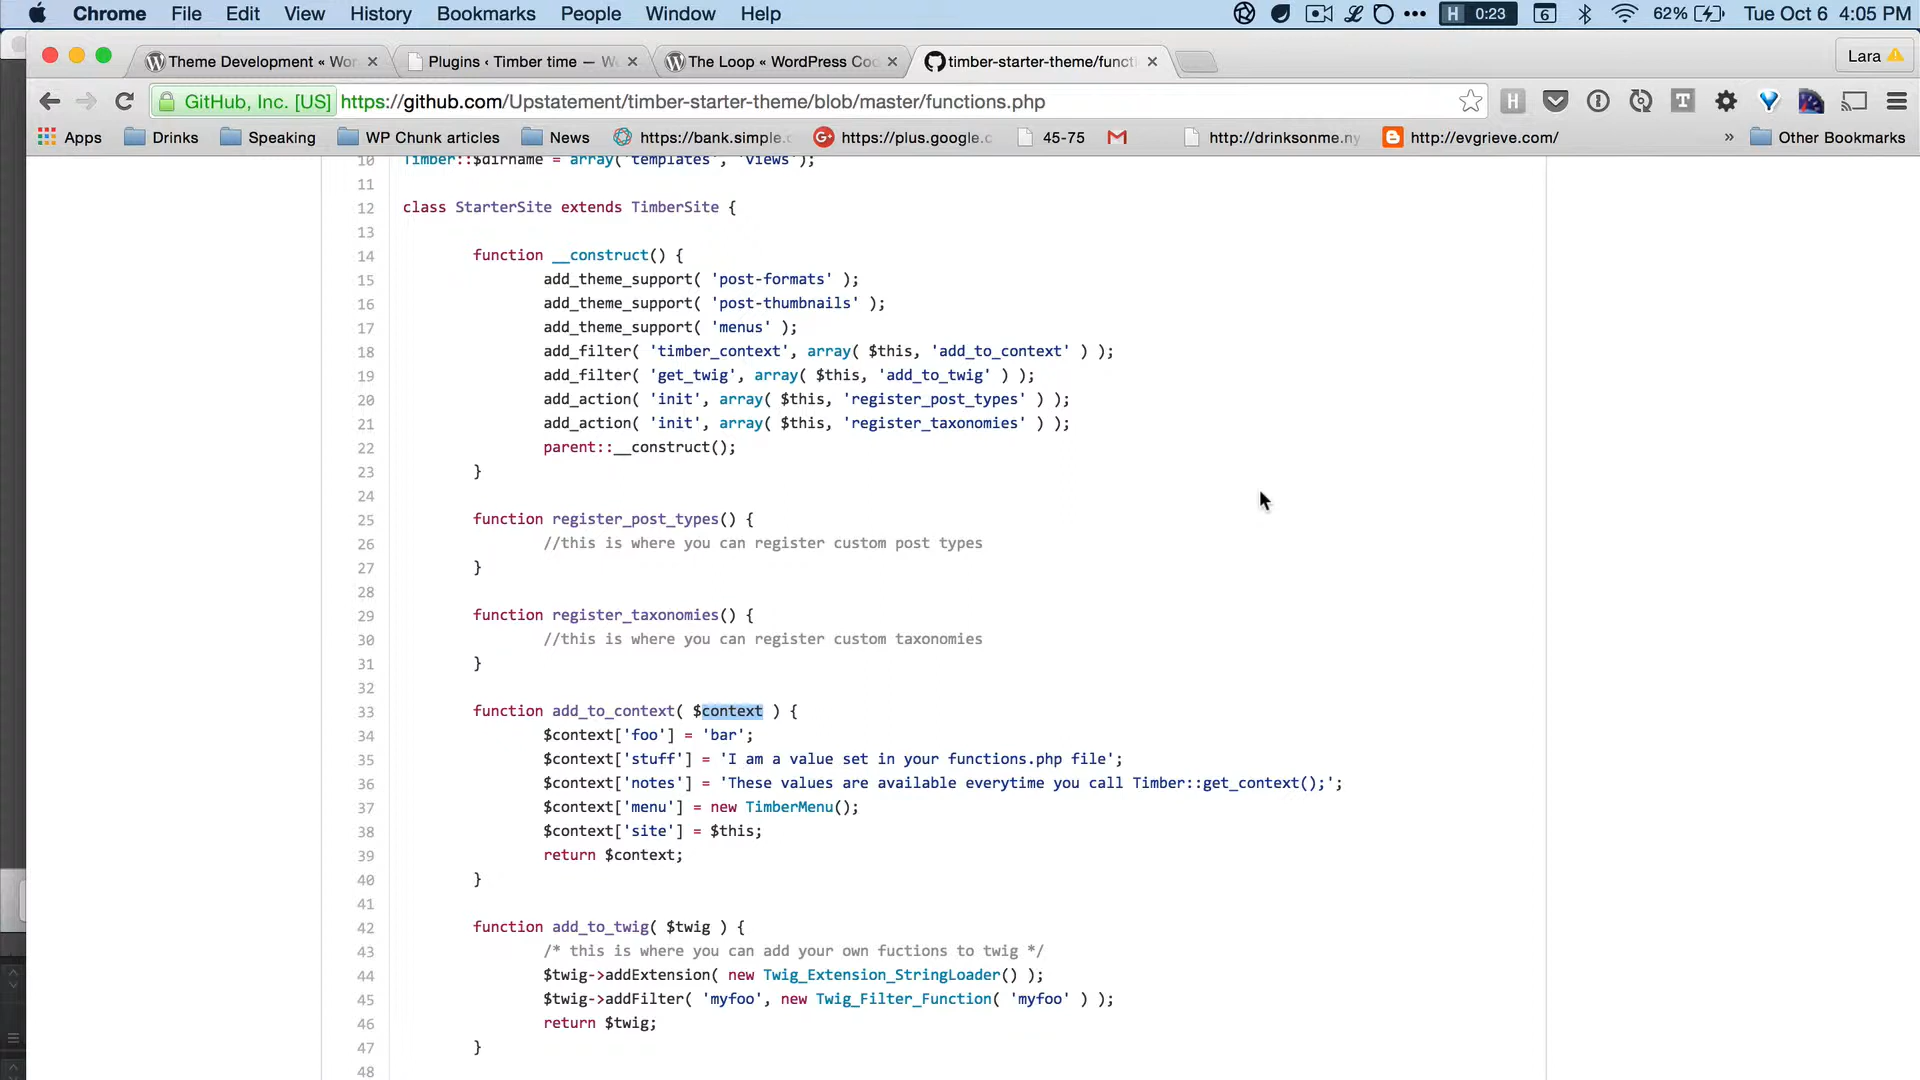 Chrome File Edit View History Bookmarks People Window Help H 0:23 6 62% Tue Oct 6 4:05 PM
Theme Development « Wor Plugins ‹ Timber time — W The Loop « WordPress Co timber-starter-theme/functi Lara
GitHub, Inc. [US] https://github.com/Upstatement/timber-starter-theme/blob/master/functions.php
Apps Drinks Speaking WP Chunk articles News https://bank.simple. https://plus.google.c 45-75 http://drinksonme.ny http://evgrieve.com/ » Other Bookmarks
10 Timber::$dirname = array('templates', 'views');
11
12 class StarterSite extends TimberSite {
13
14 function __construct() {
15 add_theme_support( 'post-formats' );
16 add_theme_support( 'post-thumbnails' );
17 add_theme_support( 'menus' );
18 add_filter( 'timber_context', array( $this, 'add_to_context' ) );
19 add_filter( 'get_twig', array( $this, 'add_to_twig' ) );
20 add_action( 'init', array( $this, 'register_post_types' ) );
21 add_action( 'init', array( $this, 'register_taxonomies' ) );
22 parent::__construct();
23 }
24
25 function register_post_types() {
26 //this is where you can register custom post types
27 }
28
29 function register_taxonomies() {
30 //this is where you can register custom taxonomies
31 }
32
33 function add_to_context( $context ) {
34 $context['foo'] = 'bar';
35 $context['stuff'] = 'I am a value set in your functions.php file';
36 $context['notes'] = 'These values are available everytime you call Timber::get_context();';
37 $context['menu'] = new TimberMenu();
38 $context['site'] = $this;
39 return $context;
40 }
41
42 function add_to_twig( $twig ) {
43 /* this is where you can add your own fuctions to twig */
44 $twig->addExtension( new Twig_Extension_StringLoader() );
45 $twig->addFilter( 'myfoo', new Twig_Filter_Function( 'myfoo' ) );
46 return $twig;
47 }
48